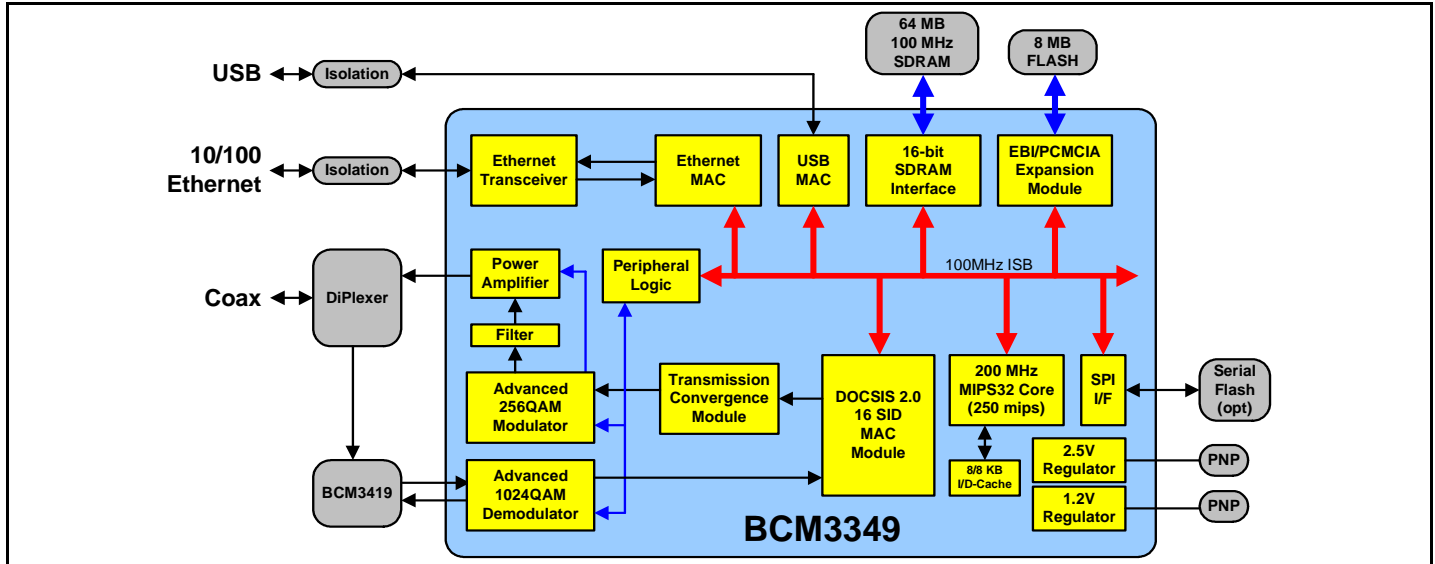 64 MB
100 MHz
SDRAM
8 MB
FLASH
USB
Isolation
10/100
Ethernet
Isolation
Ethernet
Transceiver
Ethernet
MAC
USB
MAC
16-bit
SDRAM
Interface
EBI/PCMCIA
Expansion
Module
Coax
DiPlexer
Power
Amplifier
Peripheral
Logic
100MHz ISB
Filter
Advanced
256QAM
Modulator
Transmission
Convergence
Module
DOCSIS 2.0
16 SID
MAC
Module
200 MHz
MIPS32 Core
(250 mips)
SPI
I/F
Serial
Flash
(opt)
BCM3419
Advanced
1024QAM
Demodulator
8/8 KB
I/D-Cache
2.5V
Regulator
PNP
1.2V
Regulator
PNP
BCM3349